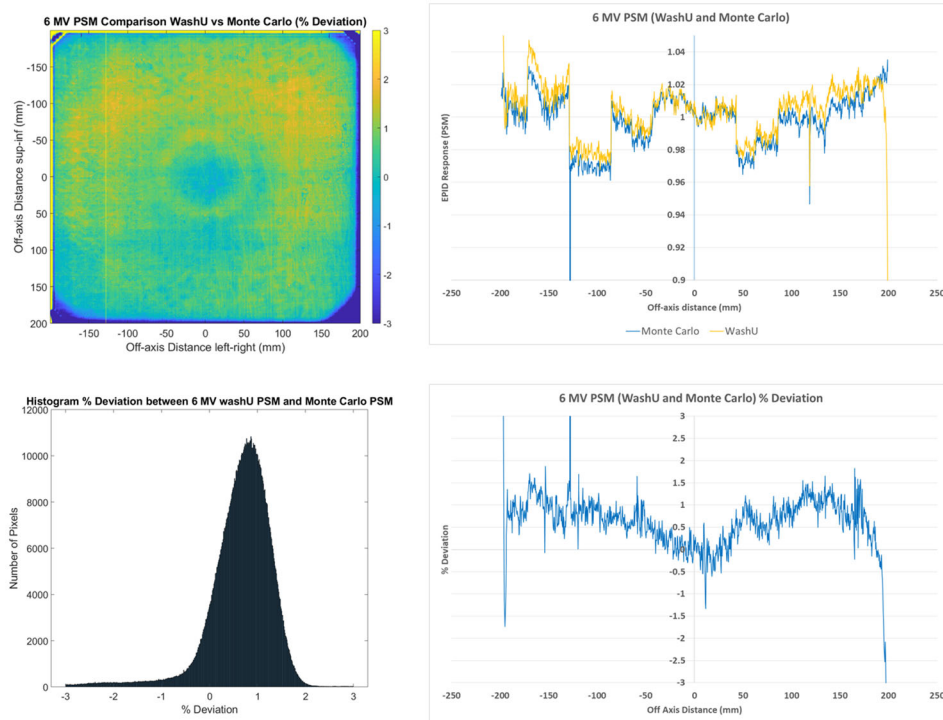 6 MV PSM Comparison WashU vs Monte Carlo (% Deviation)
Off-axis Distance sup-inf (mm)
-150
-100
-50
0
50
100
150
200
-150 -100 -50 0 50 100 150 200
Off-axis Distance left-right (mm)
3
2
1
0
-1
-2
-3
6 MV PSM (WashU and Monte Carlo)
EPID Response (PSM)
1.04
1.02
1
0.98
0.96
0.94
0.92
0.9
-250 -200 -150 -100 -50 0 50 100 150 200 250
Off-axis distance (mm)
Monte Carlo WashU
Histogram % Deviation between 6 MV washU PSM and Monte Carlo PSM
Number of Pixels
12000
10000
8000
6000
4000
2000
0
-3 -2 -1 0 1 2 3
% Deviation
6 MV PSM (WashU and Monte Carlo) % Deviation
% Deviation
3
2.5
2
1.5
1
0.5
0
-0.5
-1
-1.5
-2
-2.5
-3
-250 -200 -150 -100 -50 0 50 100 150 200 250
Off Axis Distance (mm)